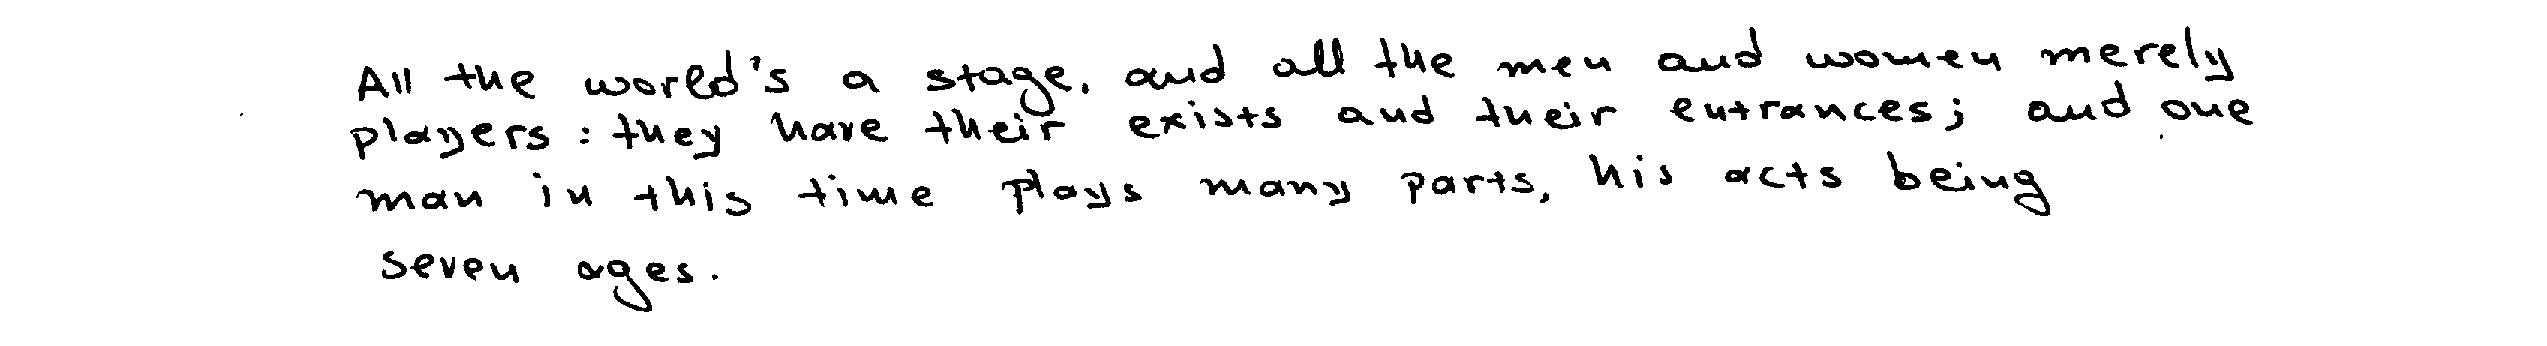 All the world's a stage, and all the men and women merely
players : they have their exists and their entrances; and one
man in this time plays many parts, his acts being
seven ages.